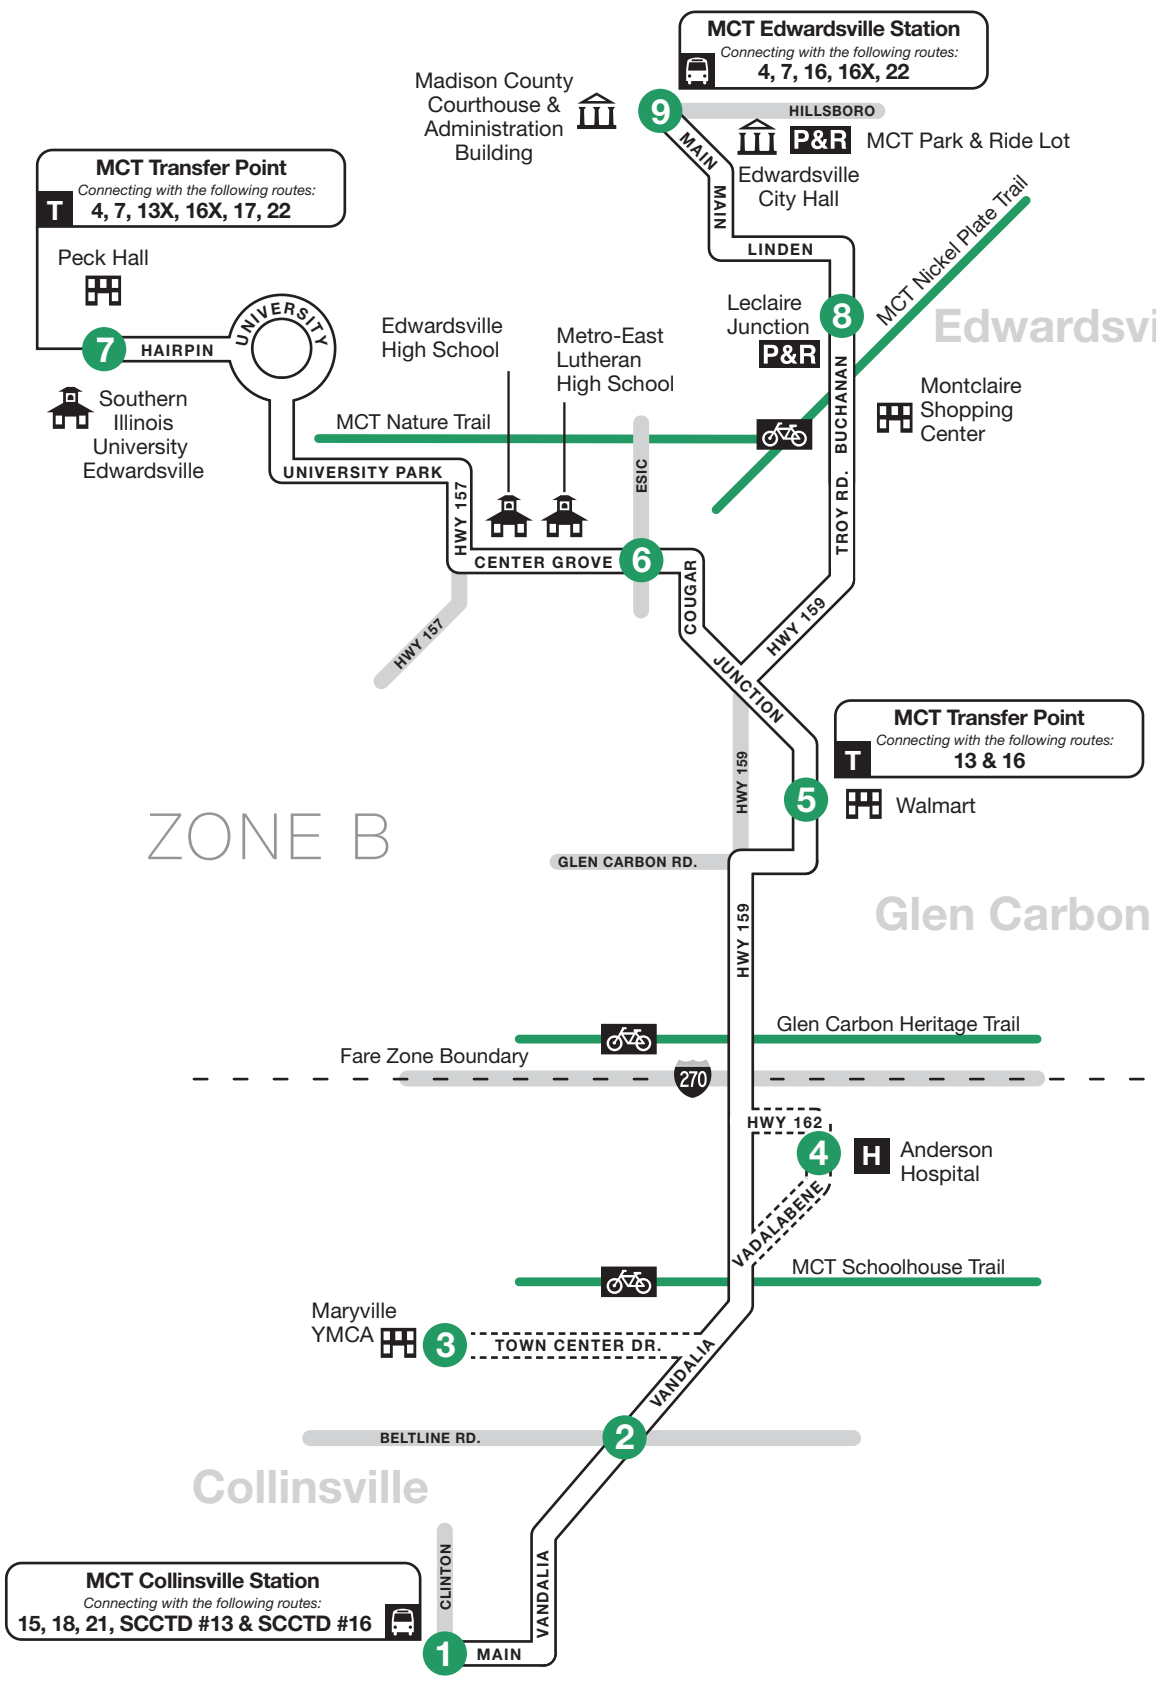 MCT Edwardsville Station
Connecting with the following routes:
4, 7, 16, 16X, 22
Madison County
Courthouse &
Administration
Building
9
HILLSBORO
P&R
MCT Park & Ride Lot
Edwardsville
City Hall
MAIN
MAIN
LINDEN
MCT Nickel Plate Trail
MCT Transfer Point
Connecting with the following routes:
T
4, 7, 13X, 16X, 17, 22
Peck Hall
7
HAIRPIN
UNIVERSITY
Southern
Illinois
University
Edwardsville
Edwardsville
High School
Metro-East
Lutheran
High School
Leclaire
Junction
P&R
8
Edwardsvi
BUCHANAN
Montclaire
Shopping
Center
MCT Nature Trail
UNIVERSITY PARK
HWY 157
ESIC
TROY RD.
CENTER GROVE
6
COUGAR
HWY 159
HWY 157
JUNCTION
MCT Transfer Point
Connecting with the following routes:
T
13 & 16
HWY 159
5
Walmart
ZONE B
GLEN CARBON RD.
Glen Carbon
HWY 159
Glen Carbon Heritage Trail
Fare Zone Boundary
270
HWY 162
4
H
Anderson
Hospital
VADALABENE
MCT Schoolhouse Trail
Maryville
YMCA
3
TOWN CENTER DR.
VANDALIA
BELTLINE RD.
2
Collinsville
CLINTON
VANDALIA
MCT Collinsville Station
Connecting with the following routes:
15, 18, 21, SCCTD #13 & SCCTD #16
1
MAIN